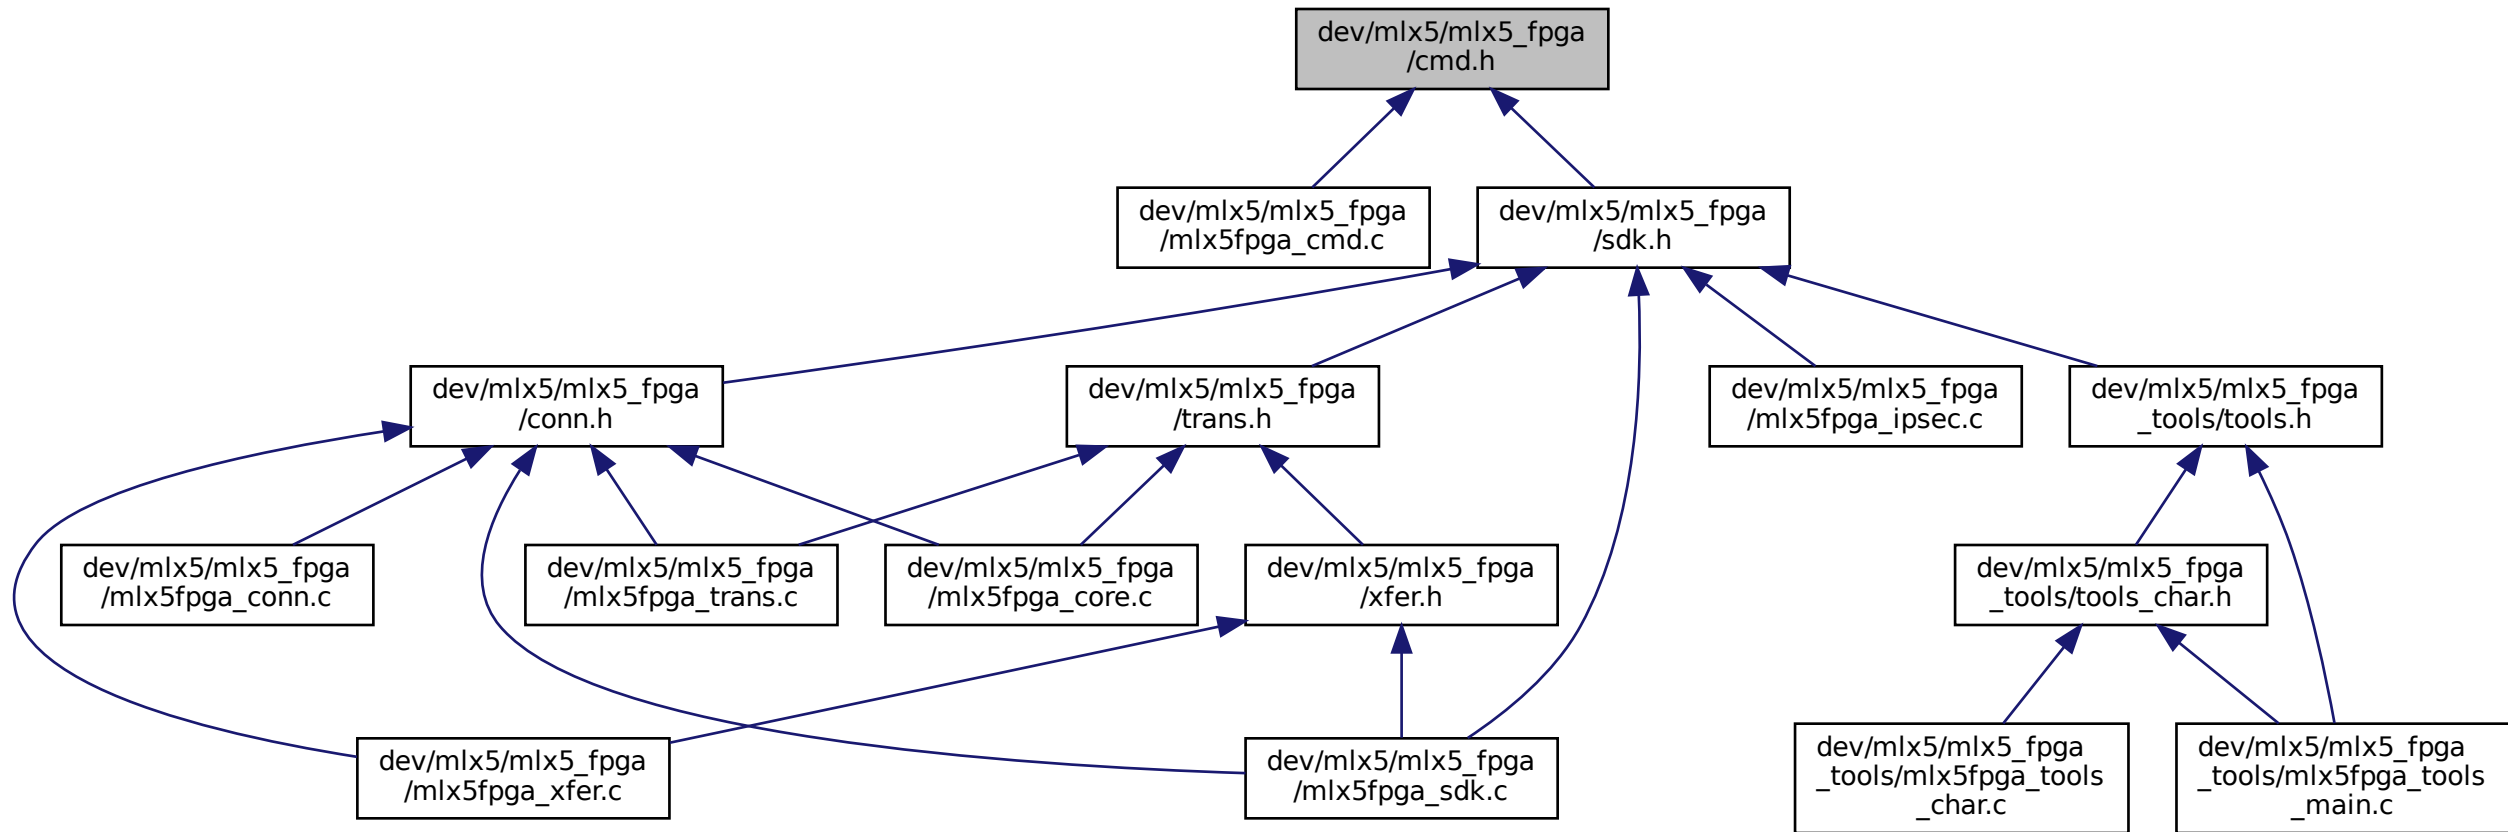 dev/mlx5/mlx5_fpga
/cmd.h
dev/mlx5/mlx5_fpga
/mlx5fpga_cmd.c
dev/mlx5/mlx5_fpga
/sdk.h
dev/mlx5/mlx5_fpga
/conn.h
dev/mlx5/mlx5_fpga
/trans.h
dev/mlx5/mlx5_fpga
/mlx5fpga_ipsec.c
dev/mlx5/mlx5_fpga
_tools/tools.h
dev/mlx5/mlx5_fpga
/mlx5fpga_conn.c
dev/mlx5/mlx5_fpga
/mlx5fpga_trans.c
dev/mlx5/mlx5_fpga
/mlx5fpga_core.c
dev/mlx5/mlx5_fpga
/xfer.h
dev/mlx5/mlx5_fpga
_tools/tools_char.h
dev/mlx5/mlx5_fpga
/mlx5fpga_xfer.c
dev/mlx5/mlx5_fpga
/mlx5fpga_sdk.c
dev/mlx5/mlx5_fpga
_tools/mlx5fpga_tools
_char.c
dev/mlx5/mlx5_fpga
_tools/mlx5fpga_tools
_main.c